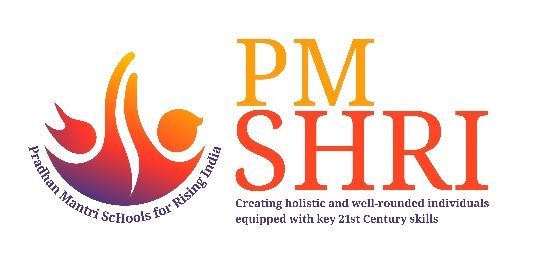 Pradhan Mantri ScHools for Rising India
PM
SHRI
Creating holistic and well-rounded individuals
equipped with key 21st Century skills